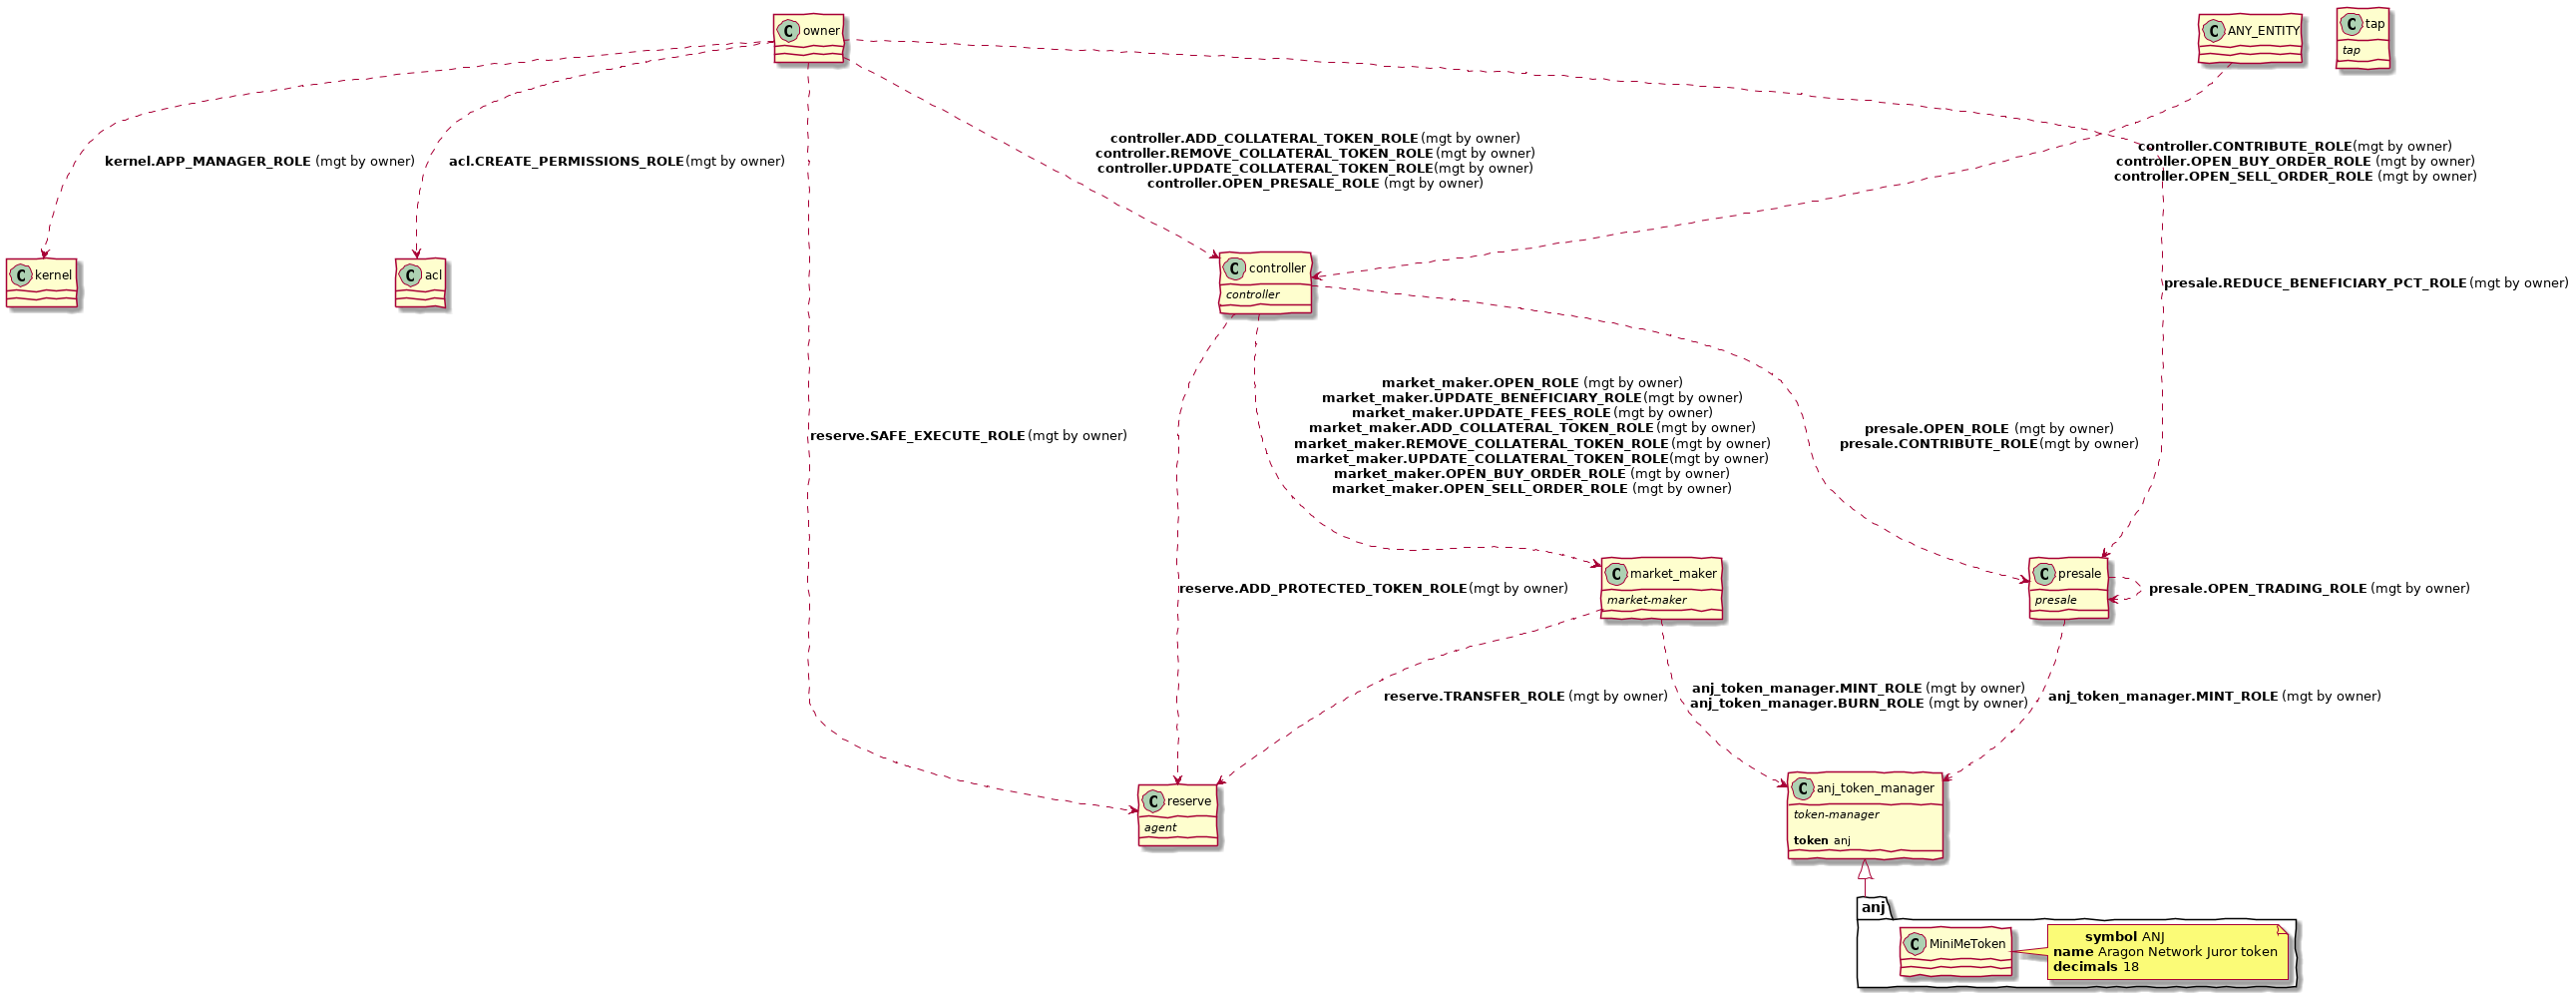 C owner
C ANY_ENTITY
C tap
tap
controller.ADD_COLLATERAL_TOKEN_ROLE (mgt by owner)
controller.REMOVE_COLLATERAL_TOKEN_ROLE (mgt by owner)
controller.UPDATE_COLLATERAL_TOKEN_ROLE (mgt by owner)
controller.OPEN_PRESALE_ROLE (mgt by owner)
controller.CONTRIBUTE_ROLE (mgt by owner)
controller.OPEN_BUY_ORDER_ROLE (mgt by owner)
controller.OPEN_SELL_ORDER_ROLE (mgt by owner)
kernel.APP_MANAGER_ROLE (mgt by owner)
acl.CREATE_PERMISSIONS_ROLE (mgt by owner)
C kernel
C acl
C controller
controller
presale.REDUCE_BENEFICIARY_PCT_ROLE (mgt by owner)
market_maker.OPEN_ROLE (mgt by owner)
market_maker.UPDATE_BENEFICIARY_ROLE (mgt by owner)
market_maker.UPDATE_FEES_ROLE (mgt by owner)
market_maker.ADD_COLLATERAL_TOKEN_ROLE (mgt by owner)
market_maker.REMOVE_COLLATERAL_TOKEN_ROLE (mgt by owner)
market_maker.UPDATE_COLLATERAL_TOKEN_ROLE (mgt by owner)
market_maker.OPEN_BUY_ORDER_ROLE (mgt by owner)
market_maker.OPEN_SELL_ORDER_ROLE (mgt by owner)
presale.OPEN_ROLE (mgt by owner)
presale.CONTRIBUTE_ROLE (mgt by owner)
reserve.SAFE_EXECUTE_ROLE (mgt by owner)
reserve.ADD_PROTECTED_TOKEN_ROLE (mgt by owner)
C market_maker
market-maker
C presale
presale
presale.OPEN_TRADING_ROLE (mgt by owner)
reserve.TRANSFER_ROLE (mgt by owner)
anj_token_manager.MINT_ROLE (mgt by owner)
anj_token_manager.BURN_ROLE (mgt by owner)
anj_token_manager.MINT_ROLE (mgt by owner)
C reserve
agent
C anj_token_manager
token-manager
token anj
anj
C MiniMeToken
symbol ANJ
name Aragon Network Juror token
decimals 18